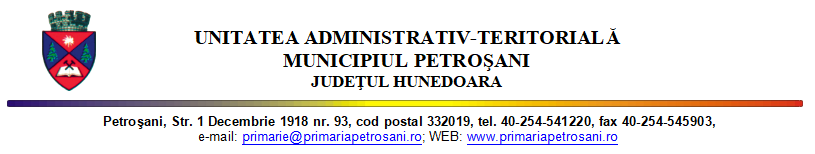 UNITATEA ADMINISTRATIV-TERITORIALĂ
MUNICIPIUL PETROŞANI
JUDEŢUL HUNEDOARA
Petroşani, Str. 1 Decembrie 1918 nr. 93, cod postal 332019, tel. 40-254-541220, fax 40-254-545903,
e-mail: primarie@primariapetrosani.ro; WEB: www.primariapetrosani.ro